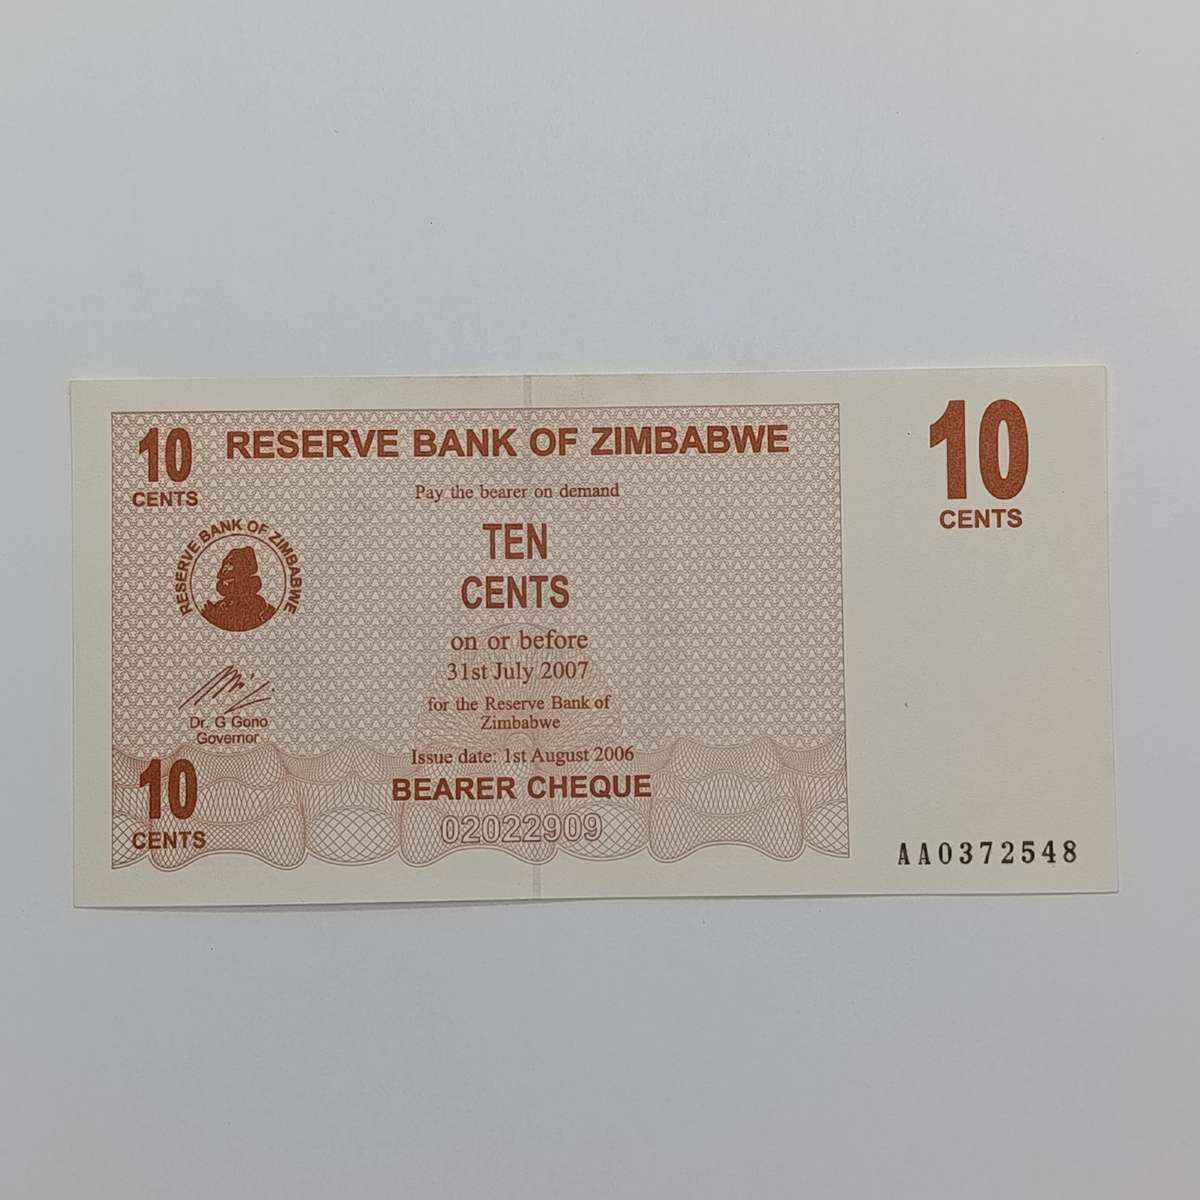 10
CENTS
RESERVE BANK OF ZIMBABWE
10
CENTS
Pay the bearer on demand
TEN
CENTS
RESERVE BANK OF ZIMBABWE
on or before
31st July 2007
for the Reserve Bank of
Zimbabwe
Dr. G Gono
Governor
Issue date: 1st August 2006
10
CENTS
BEARER CHEQUE
02022909
AA0372548